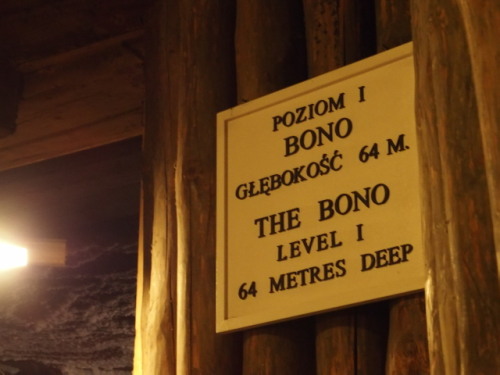 POZIOM I
BONO
GŁĘBOKOŚĆ 64 M.
THE BONO
LEVEL I
64 METRES DEEP